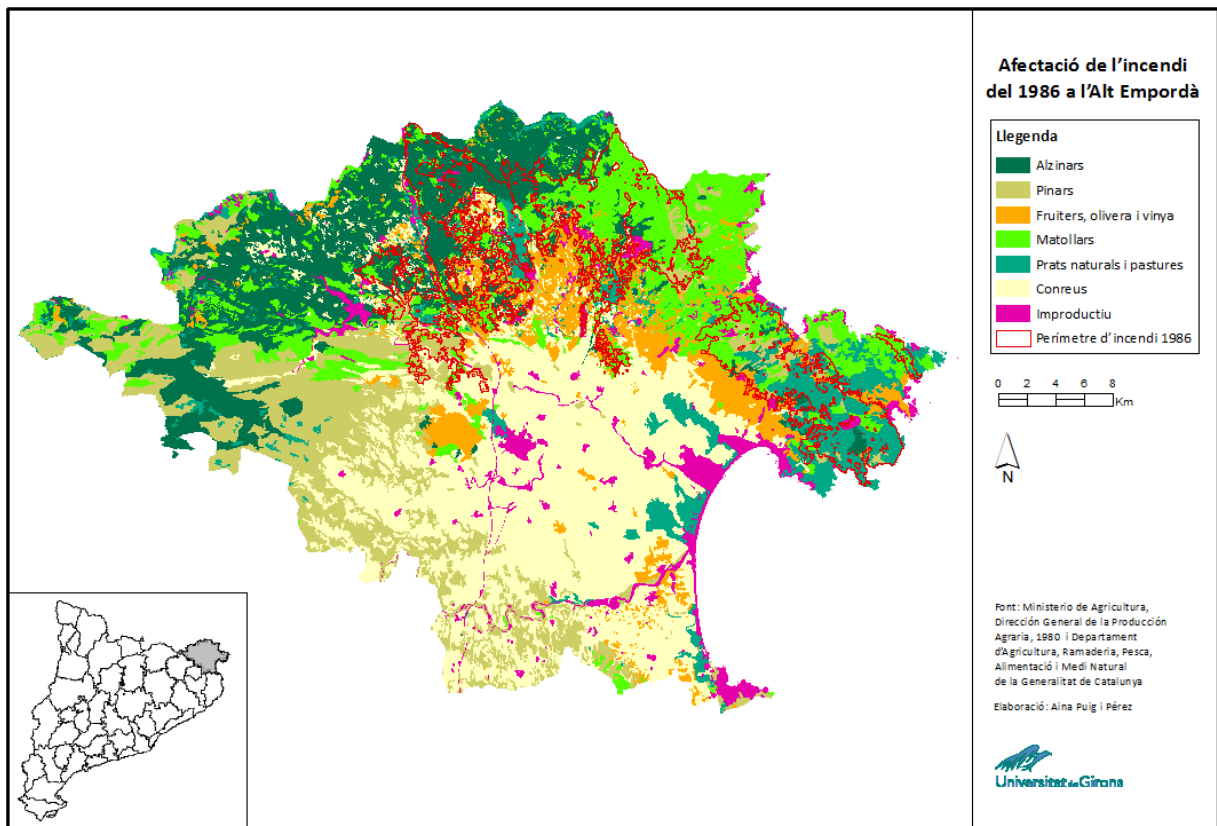 Afectació de l'incendi
del 1986 a l'Alt Empordà
Llegenda
Alzinars
Pinars
Fruiters, olivera i vinya
Matollars
Prats naturals i pastures
Conreus
Improductiu
Perímetre d'incendi 1986
0 2 4 6 8
Km
N
Font: Ministerio de Agricultura,
Dirección General de la Producción
Agraria, 1980 i Departament
d'Agricultura, Ramaderia, Pesca,
Alimentació i Medi Natural
de la Generalitat de Catalunya
Elaboració: Aina Puig i Pérez
Universitat de Girona